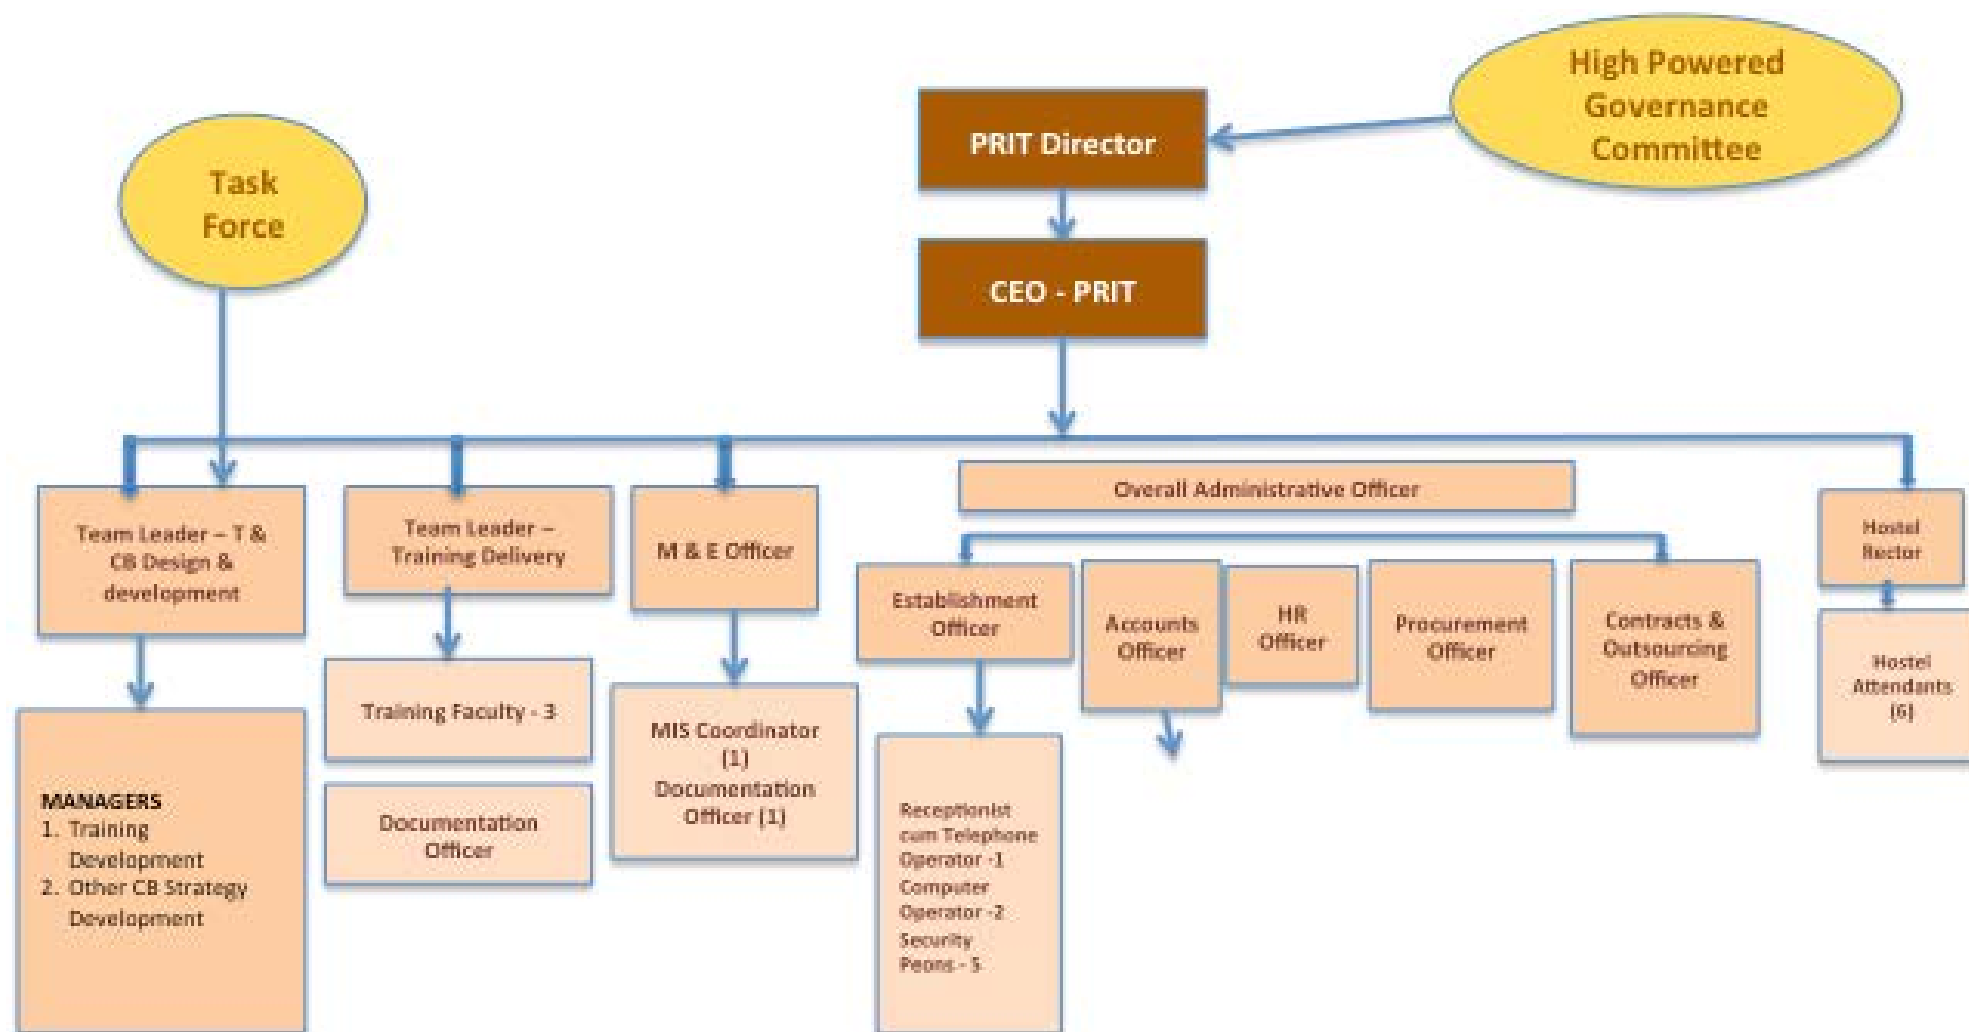 High Powered
Governance
Committee
PRIT Director
Task
Force
CEO - PRIT
Overall Administrative Officer
Team Leader – T &
CB Design &
development
Team Leader –
Training Delivery
M & E Officer
Establishment
Officer
Accounts
Officer
HR
Officer
Procurement
Officer
Contracts &
Outsourcing
Officer
Hostel
Rector
MANAGERS
1. Training
Development
2. Other CB Strategy
Development
Training Faculty - 3
Documentation
Officer
MIS Coordinator
(1)
Documentation
Officer (1)
Receptionist
cum Telephone
Operator -1
Computer
Operator -2
Security
Peons - 5
Hostel
Attendants
(6)